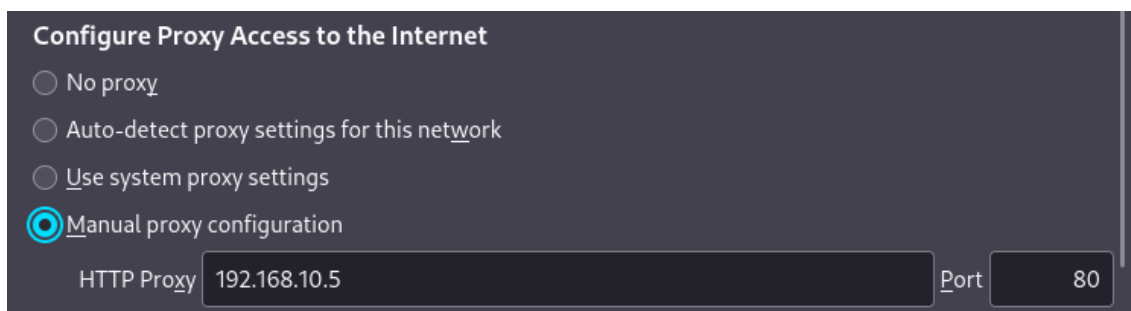 Configure Proxy Access to the Internet
No proxy
Auto-detect proxy settings for this network
Use system proxy settings
Manual proxy configuration
HTTP Proxy 192.168.10.5 Port 80